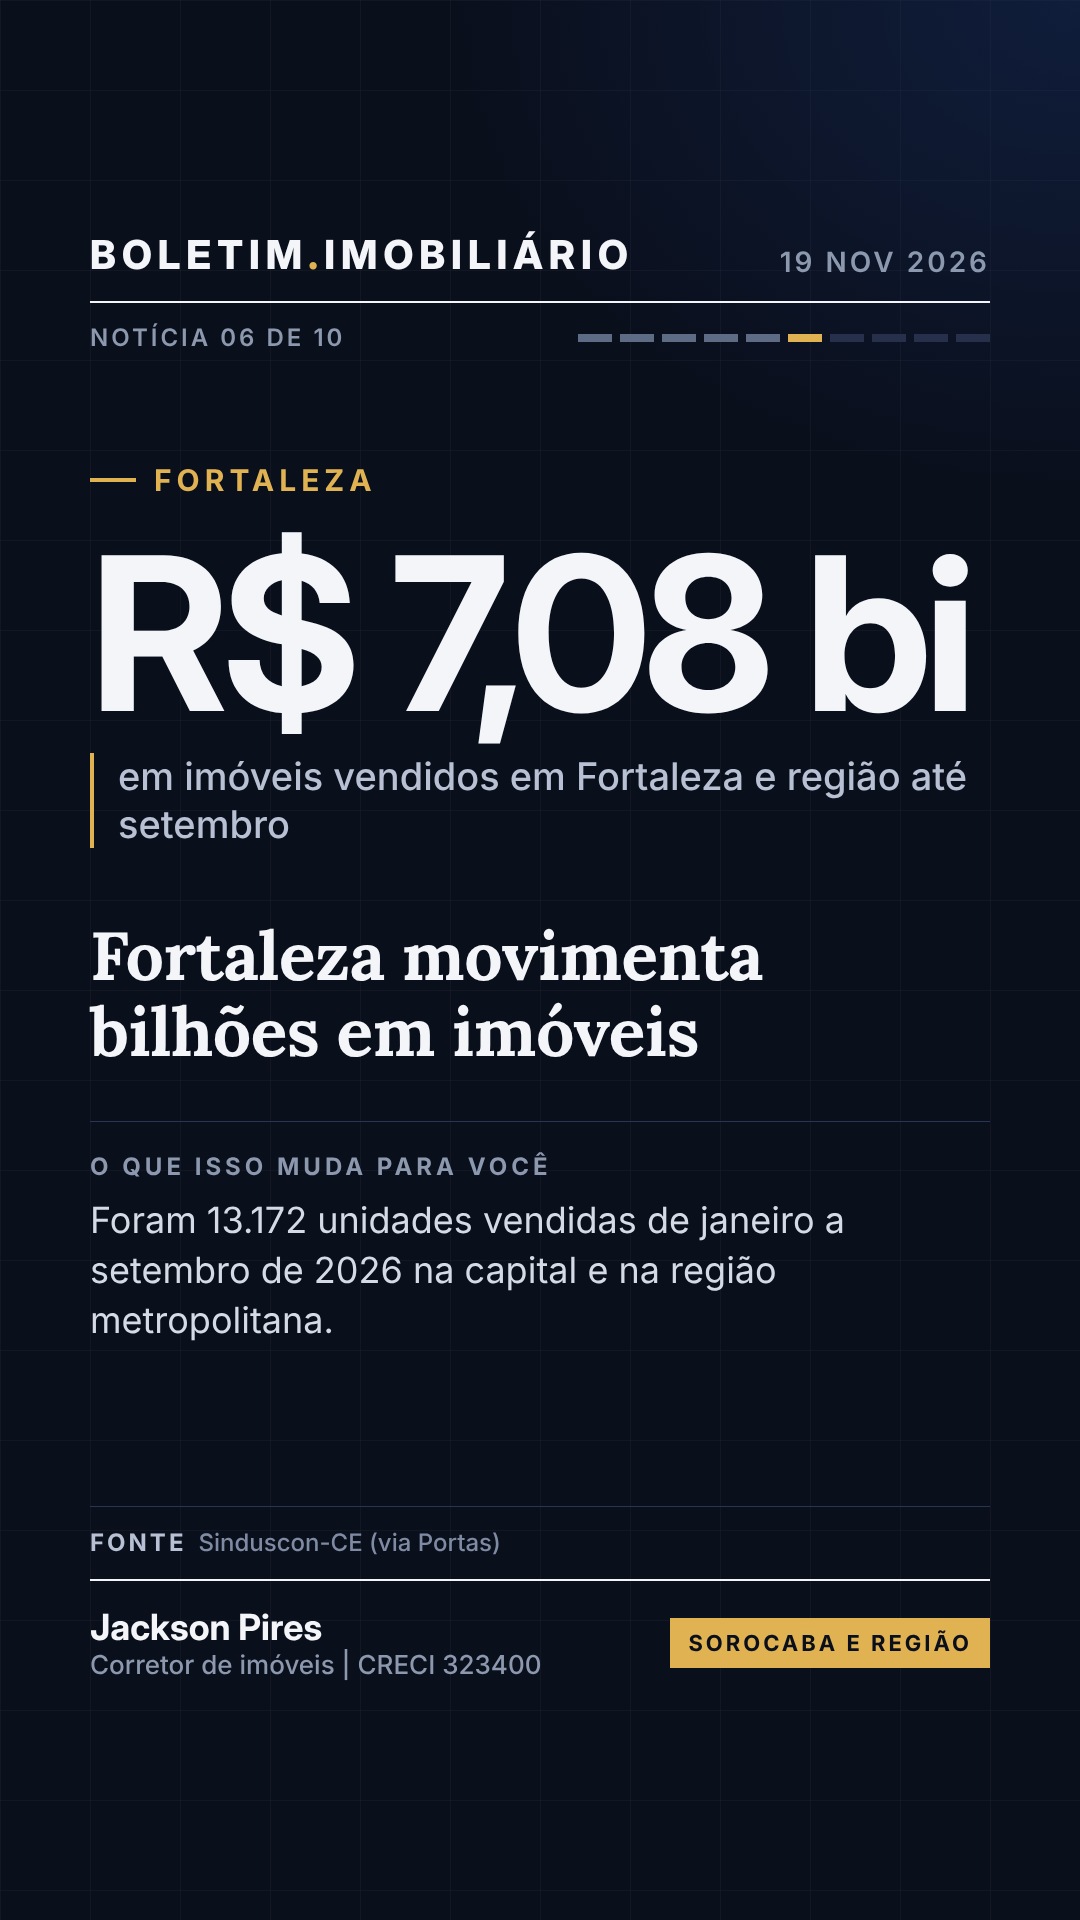 BOLETIM.IMOBILIÁRIO
19 NOV 2026
NOTÍCIA 06 DE 10
FORTALEZA
R$ 7,08 bi
em imóveis vendidos em Fortaleza e região até
setembro
Fortaleza movimenta
bilhões em imóveis
O QUE ISSO MUDA PARA VOCÊ
Foram 13.172 unidades vendidas de janeiro a
setembro de 2026 na capital e na região
metropolitana.
FONTE Sinduscon-CE (via Portas)
Jackson Pires
Corretor de imóveis | CRECI 323400
SOROCABA E REGIÃO